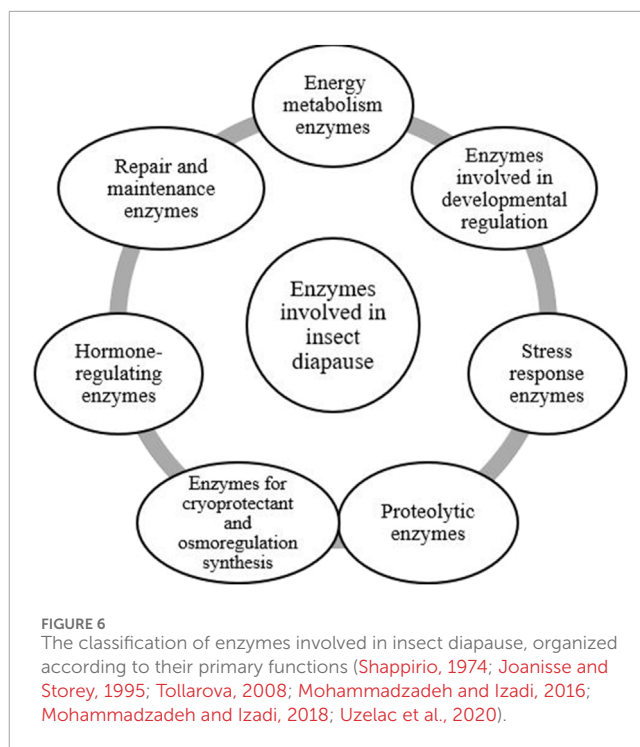 Energy
metabolism
enzymes
Enzymes
involved in
developmental
regulation
Stress
response
enzymes
Proteolytic
enzymes
Enzymes for
cryoprotectant
and
osmoregulation
synthesis
Hormone-
regulating
enzymes
Repair and
maintenance
enzymes
Enzymes
involved in
insect
diapause
FIGURE 6
The classification of enzymes involved in insect diapause, organized
according to their primary functions (Shappirio, 1974; Joanisse and
Storey, 1995; Tollarova, 2008; Mohammadzadeh and Izadi, 2016;
Mohammadzadeh and Izadi, 2018; Uzelac et al., 2020).